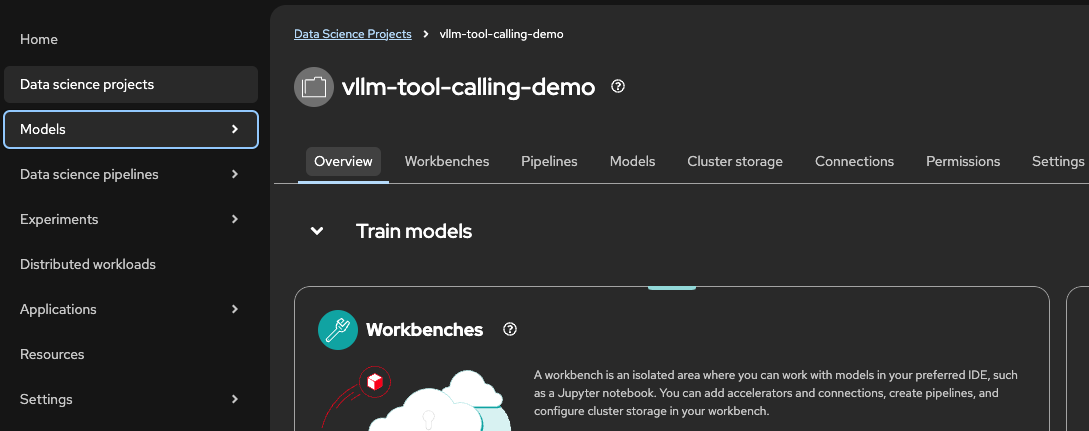 Home
Data science projects
Models
Data science pipelines
Experiments
Distributed workloads
Applications
Resources
Settings
Data Science Projects > vllm-tool-calling-demo
vllm-tool-calling-demo
Overview Workbenches Pipelines Models Cluster storage Connections Permissions Settings
Train models
Workbenches
A workbench is an isolated area where you can work with models in your preferred IDE, such
as a Jupyter notebook. You can add accelerators and connections, create pipelines, and
configure cluster storage in your workbench.